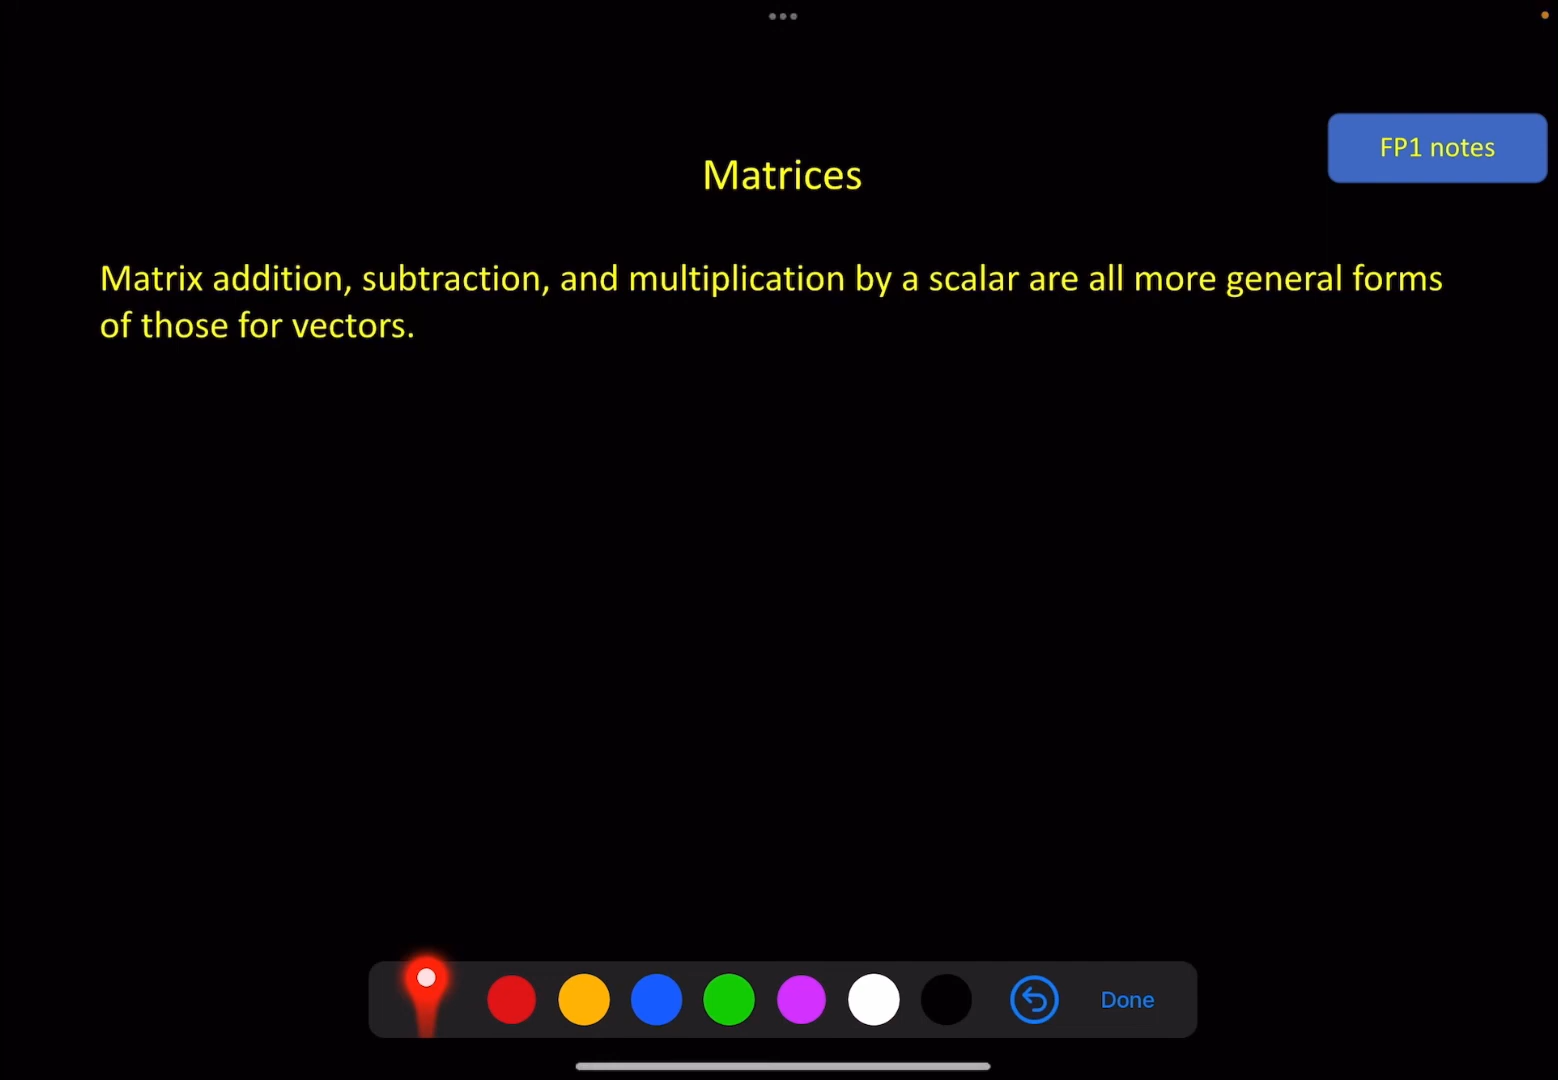 FP1 notes
Matrices
Matrix addition, subtraction, and multiplication by a scalar are all more general forms
of those for vectors.
Done